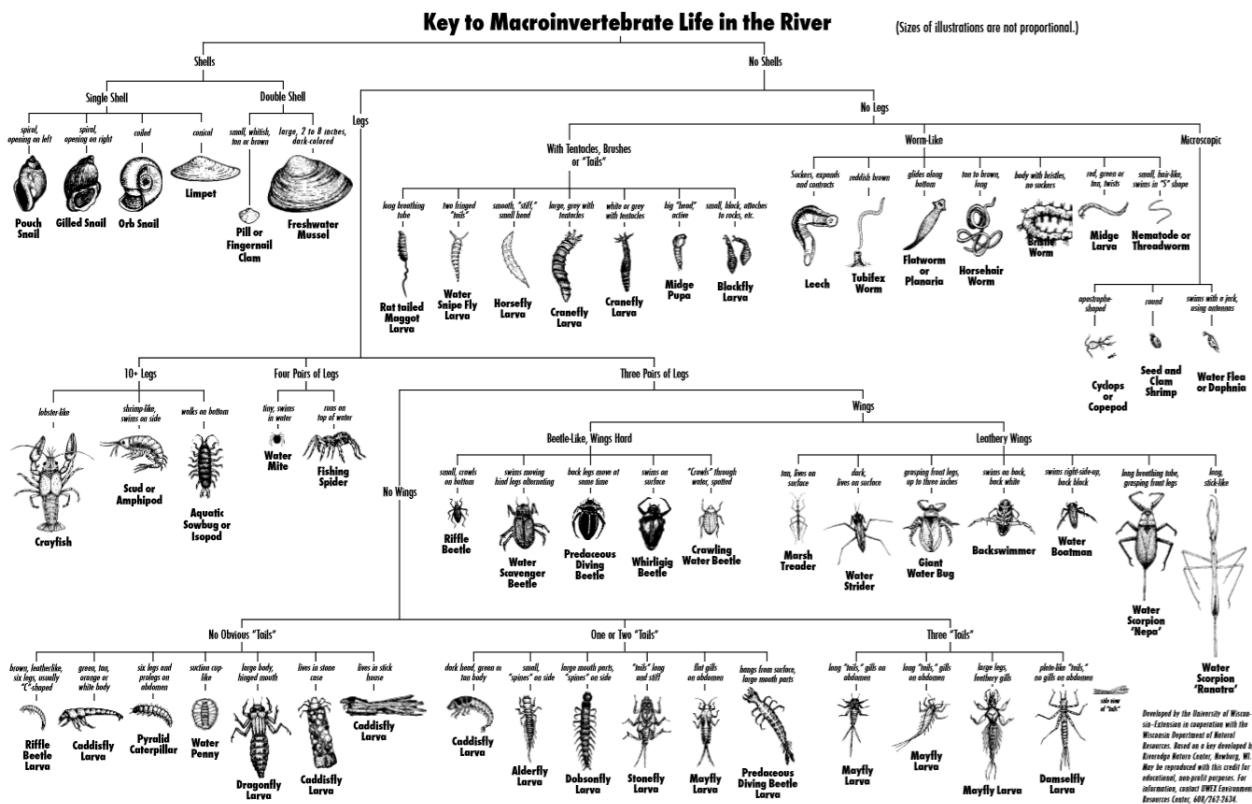 Key to Macroinvertebrate Life in the River
(Sizes of illustrations are not proportional.)
Shells
No Shells
Single Shell
Double Shell
Legs
No Legs
spiral,
opening on left
spiral,
opening on right
coiled
conical
small, whitish,
tan or brown
large, 2 to 8 inches,
dark-colored
Pouch
Snail
Gilled Snail
Orb Snail
Limpet
Pill or
Fingernail
Clam
Freshwater
Mussel
With Tentacles, Brushes
or "Tails"
Worm-Like
Microscopic
long breathing
tube
two fringed
"tails"
smooth, "stiff,"
small head
large, grey with
tentacles
white or grey
with tentacles
big "head,"
active
small, black, attaches
to rocks, etc.
Rat tailed
Maggot
Larva
Water
Snipe Fly
Larva
Horsefly
Larva
Cranefly
Larva
Cranefly
Larva
Midge
Pupa
Blackfly
Larva
Suckers, expands
and contracts
reddish brown
glides along
bottom
tan to brown,
long
body with bristles,
no suckers
red, green or
tan, twists
small, hair-like,
swims in "S" shape
Leech
Tubifex
Worm
Flatworm
or
Planaria
Horsehair
Worm
Bristle
Worm
Midge
Larva
Nematode or
Threadworm
apostrophe-
shaped
round
swims with a jerk,
using antennae
Cyclops
or
Copepod
Seed and
Clam
Shrimp
Water Flea
or Daphnia
10+ Legs
Four Pairs of Legs
Three Pairs of Legs
lobster-like
shrimp-like,
swims on side
walks on bottom
tiny, swims
in water
runs on
top of water
Crayfish
Scud or
Amphipod
Aquatic
Sowbug or
Isopod
Water
Mite
Fishing
Spider
No Wings
Wings
Beetle-Like, Wings Hard
Leathery Wings
small, crawls
on bottom
swims moving
hind legs alternating
back legs move at
same time
swims on
surface
"Crawls" through
water, spotted
tan, lives on
surface
dark,
lives on surface
grasping front legs,
up to three inches
swims on back,
back white
swims right-side-up,
back black
long breathing tube,
grasping front legs
long,
stick-like
Riffle
Beetle
Water
Scavenger
Beetle
Predaceous
Diving
Beetle
Whirligig
Beetle
Crawling
Water Beetle
Marsh
Treader
Water
Strider
Giant
Water Bug
Backswimmer
Water
Boatman
Water
Scorpion
'Nepa'
Water
Scorpion
'Ranatra'
No Obvious "Tails"
One or Two "Tails"
Three "Tails"
brown, leatherlike,
six legs, usually
"C"-shaped
green, tan,
orange or
white body
six legs and
prolegs on
abdomen
suction cup-
like
large body,
hinged mouth
lives in stone
case
lives in stick
house
dark head, green or
tan body
small,
"spines" on side
large mouth parts,
"spines" on side
"tails" long
and stiff
flat gills
on abdomen
hangs from surface,
large mouth parts
long "tails," gills on
abdomen
long "tails," gills
on abdomen
large legs,
feathery gills
plate-like "tails,"
no gills on abdomen
side view
of "tails"
Riffle
Beetle
Larva
Caddisfly
Larva
Pyralid
Caterpillar
Water
Penny
Dragonfly
Larva
Caddisfly
Larva
Caddisfly
Larva
Caddisfly
Larva
Alderfly
Larva
Dobsonfly
Larva
Stonefly
Larva
Mayfly
Larva
Predaceous
Diving Beetle
Larva
Mayfly
Larva
Mayfly
Larva
Mayfly Larva
Damselfly
Larva
Developed by the University of Wiscon-
sin–Extension in cooperation with the
Wisconsin Department of Natural
Resources. Based on a key developed b
Riveredge Nature Center, Newburg, WI.
May be reproduced with this credit for
educational, non-profit purposes. For
information, contact UWEX Environmen
Resources Center, 608/262-2634.